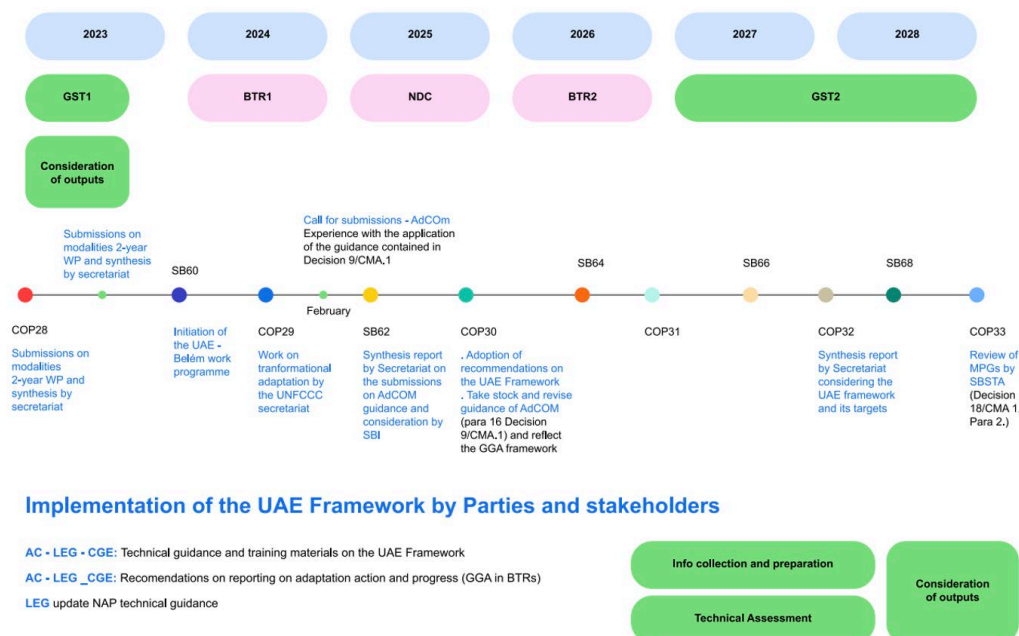 2023
2024
2025
2026
2027
2028
GST1
BTR1
NDC
BTR2
GST2
Consideration
of outputs
Submissions on
modalities 2-year
WP and synthesis
by secretariat
SB60
Call for submissions - AdCOm
Experience with the application
of the guidance contained in
Decision 9/CMA.1
SB64
SB66
SB68
February
COP28
Submissions on
modalities
2-year WP and
synthesis by
secretariat
Initiation of
the UAE -
Belém work
programme
COP29
Work on
tranformational
adaptation by
the UNFCCC
secretariat
SB62
Synthesis report
by Secretariat on
the submissions
on AdCOM
guidance and
consideration by
SBI
COP30
. Adoption of
recommendations on
the UAE Framework
. Take stock and revise
guidance of AdCOM
(para 16 Decision
9/CMA.1) and reflect
the GGA framework
COP31
COP32
Synthesis report
by Secretariat
considering the
UAE framework
and its targets
COP33
Review of
MPGs by
SBSTA
(Decision
18/CMA 1
Para 2.)
Implementation of the UAE Framework by Parties and stakeholders
AC - LEG - CGE: Technical guidance and training materials on the UAE Framework
AC - LEG _CGE: Recomendations on reporting on adaptation action and progress (GGA in BTRs)
LEG update NAP technical guidance
Info collection and preparation
Technical Assessment
Consideration
of outputs